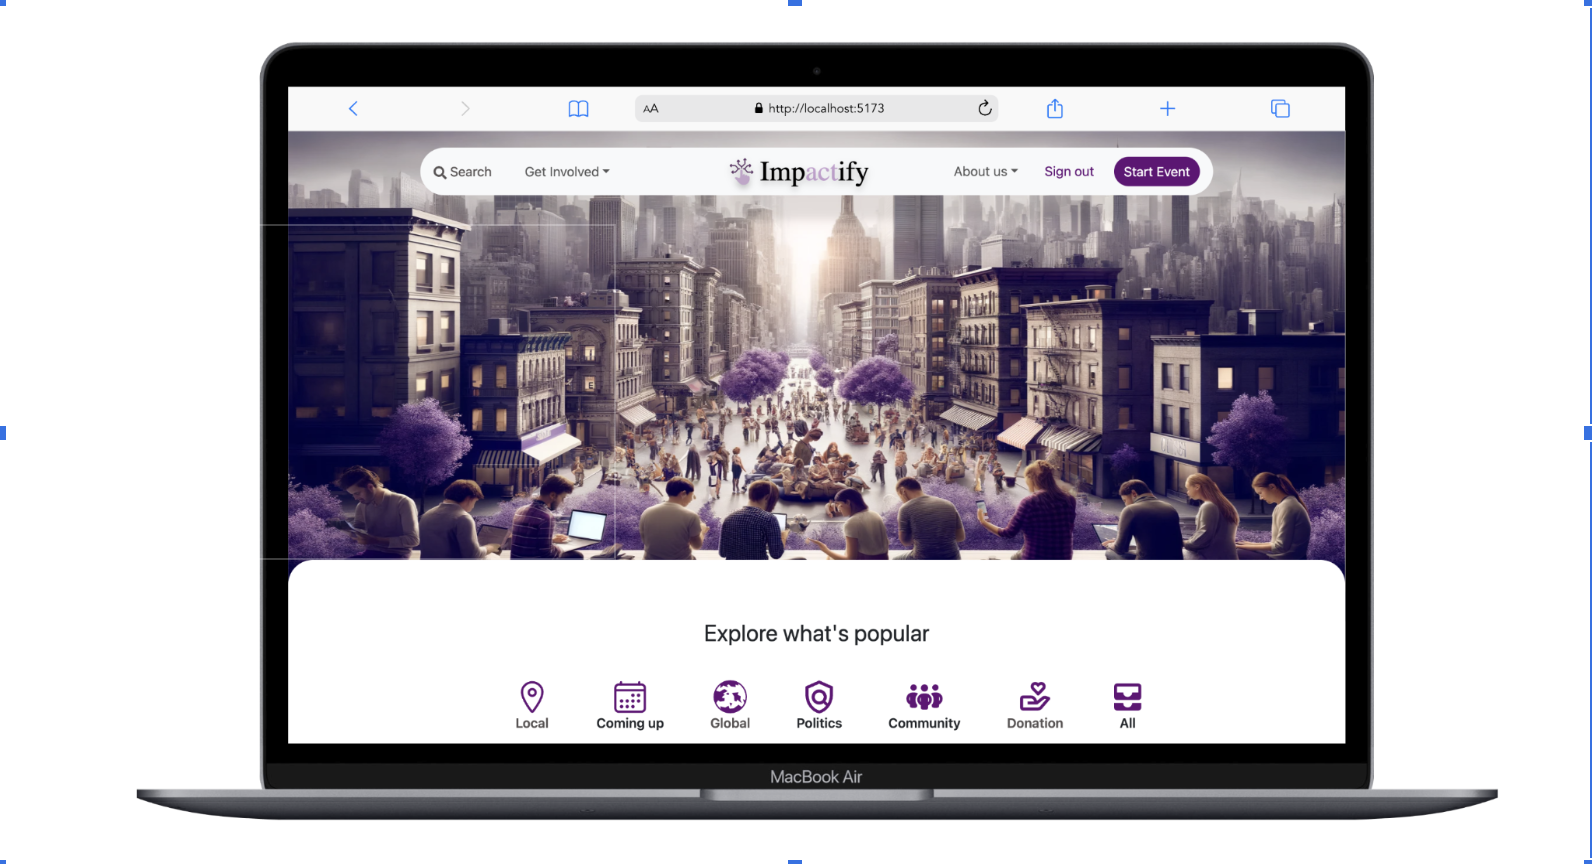 AA http://localhost:5173
Search Get Involved Impactify About us Sign out Start Event
Explore what's popular
Local Coming up Global Politics Community Donation All
MacBook Air